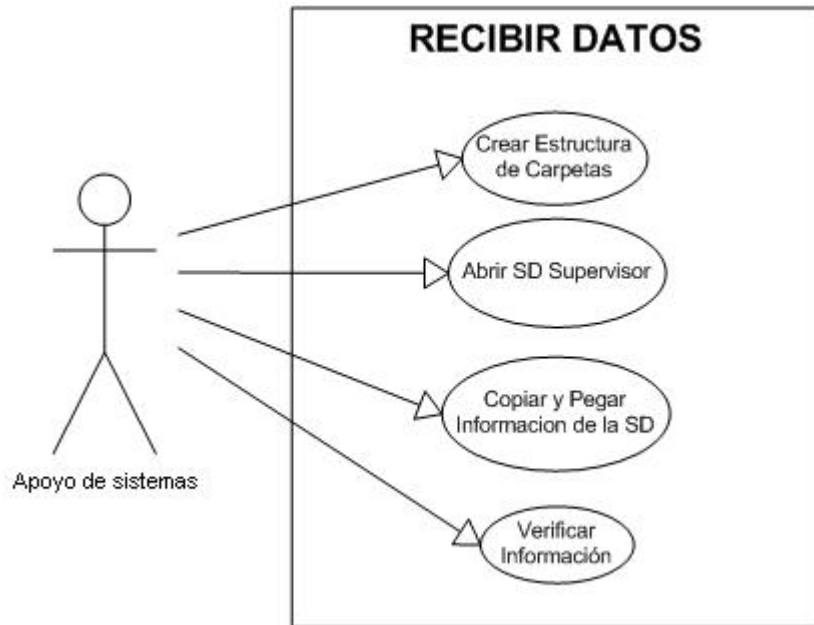 RECIBIR DATOS
Crear Estructura
de Carpetas
Abrir SD Supervisor
Copiar y Pegar
Informacion de la SD
Verificar
Información
Apoyo de sistemas